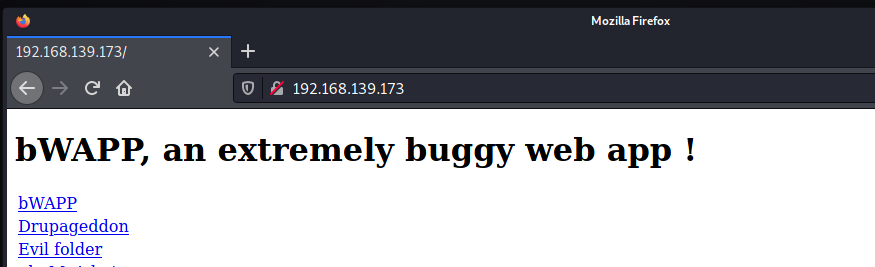 Mozilla Firefox
192.168.139.173/
192.168.139.173
bWAPP, an extremely buggy web app !
bWAPP
Drupageddon
Evil folder